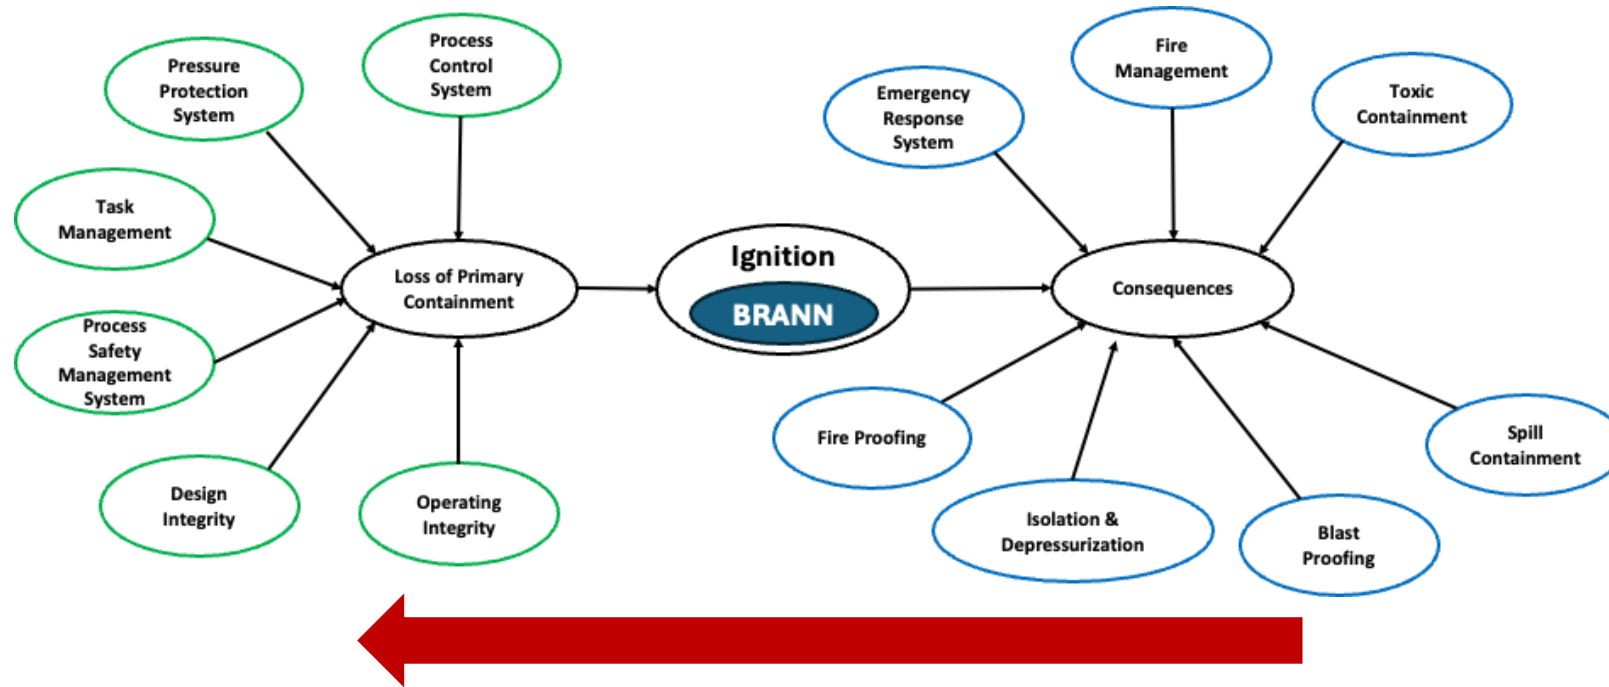 Pressure
Protection
System
Process
Control
System
Task
Management
Process
Safety
Management
System
Design
Integrity
Operating
Integrity
Loss of Primary
Containment
Ignition
BRANN
Emergency
Response
System
Fire
Management
Toxic
Containment
Consequences
Fire Proofing
Isolation &
Depressurization
Blast
Proofing
Spill
Containment